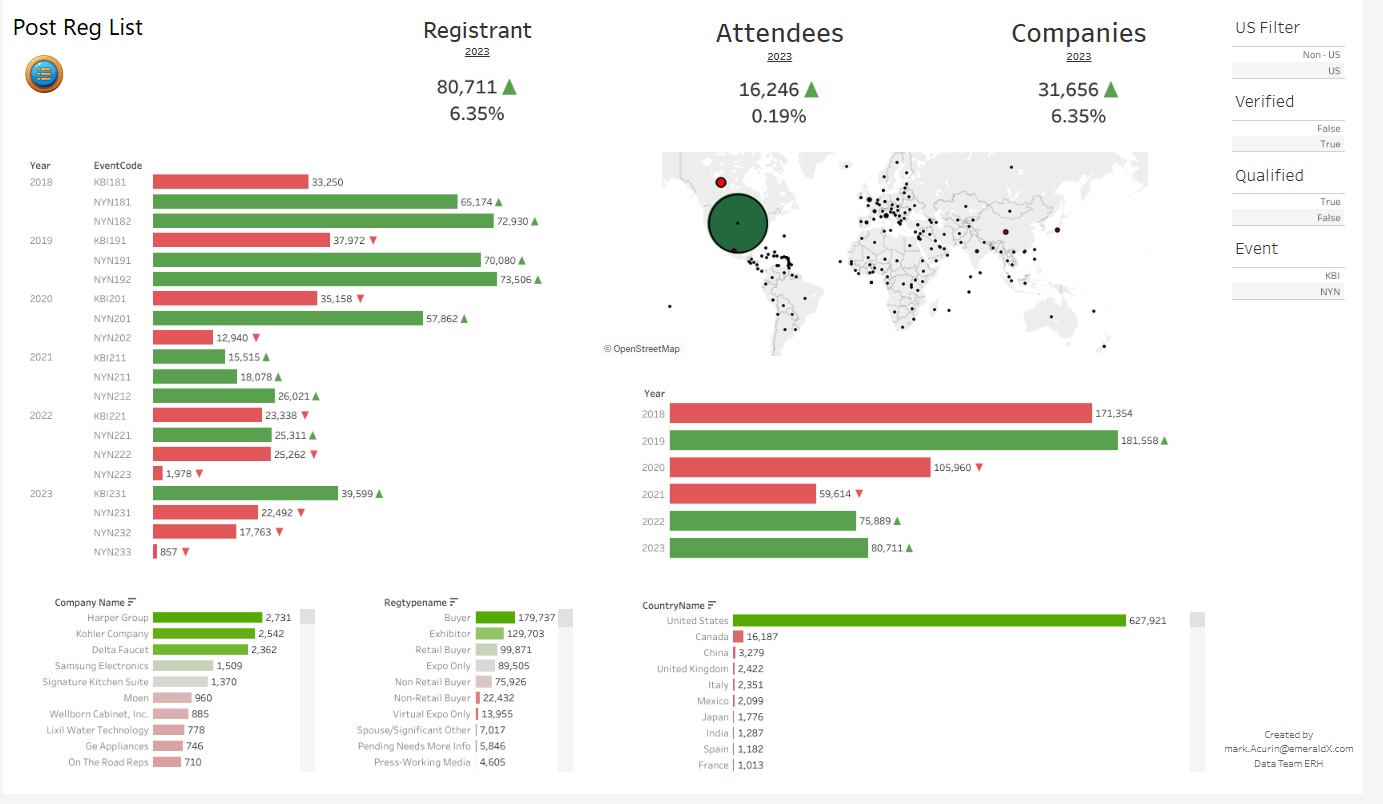 Post Reg List
Registrant
2023
80,711 ▲
6.35%
Attendees
2023
16,246 ▲
0.19%
Companies
2023
31,656 ▲
6.35%
US Filter
Non - US
US
Verified
False
True
Qualified
True
False
Event
KBI
NYN
Year EventCode
2018 KBI181 33,250
NYN181 65,174 ▲
NYN182 72,930 ▲
2019 KBI191 37,972 ▼
NYN191 70,080 ▲
NYN192 73,506 ▲
2020 KBI201 35,158 ▼
NYN201 57,862 ▲
NYN202 12,940 ▼
2021 KBI211 15,515 ▲
NYN211 18,078 ▲
NYN212 26,021 ▲
2022 KBI221 23,338 ▼
NYN221 25,311 ▲
NYN222 25,262 ▼
NYN223 1,978 ▼
2023 KBI231 39,599 ▲
NYN231 22,492 ▼
NYN232 17,763 ▼
NYN233 857 ▼
© OpenStreetMap
Year
2018 171,354
2019 181,558 ▲
2020 105,960 ▼
2021 59,614 ▼
2022 75,889 ▲
2023 80,711 ▲
Company Name
Harper Group 2,731
Kohler Company 2,542
Delta Faucet 2,362
Samsung Electronics 1,509
Signature Kitchen Suite 1,370
Moen 960
Wellborn Cabinet, Inc. 885
Lixil Water Technology 778
Ge Appliances 746
On The Road Reps 710
Regtypename
Buyer 179,737
Exhibitor 129,703
Retail Buyer 99,871
Expo Only 89,505
Non Retail Buyer 75,926
Non-Retail Buyer 22,432
Virtual Expo Only 13,955
Spouse/Significant Other 7,017
Pending Needs More Info 5,846
Press-Working Media 4,605
CountryName
United States 627,921
Canada 16,187
China 3,279
United Kingdom 2,422
Italy 2,351
Mexico 2,099
Japan 1,776
India 1,287
Spain 1,182
France 1,013
Created by
mark.Acurin@emeraldX.com
Data Team ERH